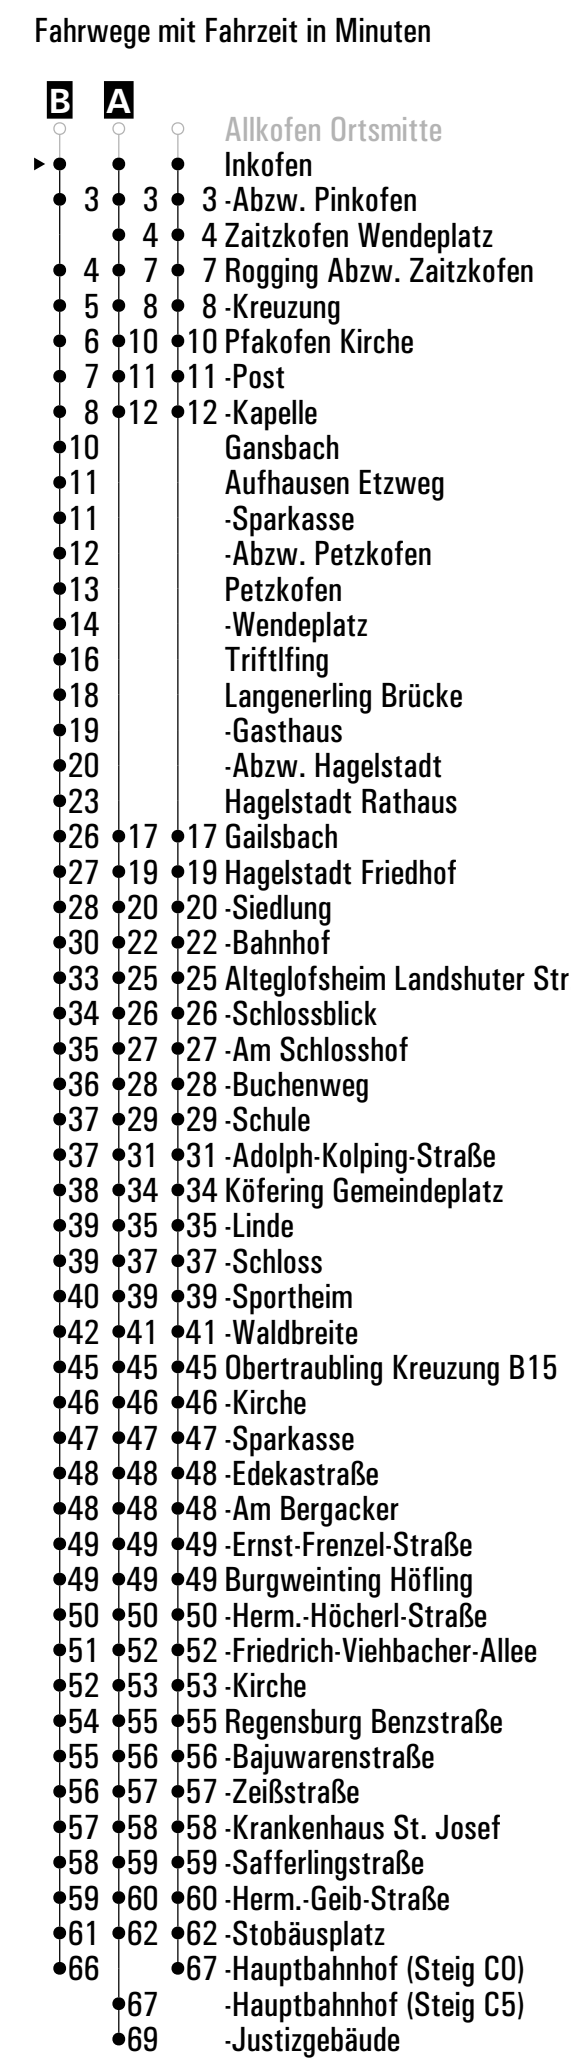 Fahrwege mit Fahrzeit in Minuten
B A
Allkofen Ortsmitte
Inkofen
3 3 3 -Abzw. Pinkofen
4 4 Zaitzkofen Wendeplatz
4 7 7 Rogging Abzw. Zaitzkofen
5 8 8 -Kreuzung
6 10 10 Pfakofen Kirche
7 11 11 -Post
8 12 12 -Kapelle
10 Gansbach
11 Aufhausen Etzweg
11 -Sparkasse
12 -Abzw. Petzkofen
13 Petzkofen
14 -Wendeplatz
16 Triftlfing
18 Langenerling Brücke
19 -Gasthaus
20 -Abzw. Hagelstadt
23 Hagelstadt Rathaus
26 17 17 Gailsbach
27 19 19 Hagelstadt Friedhof
28 20 20 -Siedlung
30 22 22 -Bahnhof
33 25 25 Alteglofsheim Landshuter Str
34 26 26 -Schlossblick
35 27 27 -Am Schlosshof
36 28 28 -Buchenweg
37 29 29 -Schule
37 31 31 -Adolph-Kolping-Straße
38 34 34 Köfering Gemeindeplatz
39 35 35 -Linde
39 37 37 -Schloss
40 39 39 -Sportheim
42 41 41 -Waldbreite
45 45 45 Obertraubling Kreuzung B15
46 46 46 -Kirche
47 47 47 -Sparkasse
48 48 48 -Edekastraße
48 48 48 -Am Bergacker
49 49 49 -Ernst-Frenzel-Straße
49 49 49 Burgweinting Höfling
50 50 50 -Herm.-Höcherl-Straße
51 52 52 -Friedrich-Viehbacher-Allee
52 53 53 -Kirche
54 55 55 Regensburg Benzstraße
55 56 56 -Bajuwarenstraße
56 57 57 -Zeißstraße
57 58 58 -Krankenhaus St. Josef
58 59 59 -Safferlingstraße
59 60 60 -Herm.-Geib-Straße
61 62 62 -Stobäusplatz
66 67 -Hauptbahnhof (Steig C0)
67 -Hauptbahnhof (Steig C5)
69 -Justizgebäude